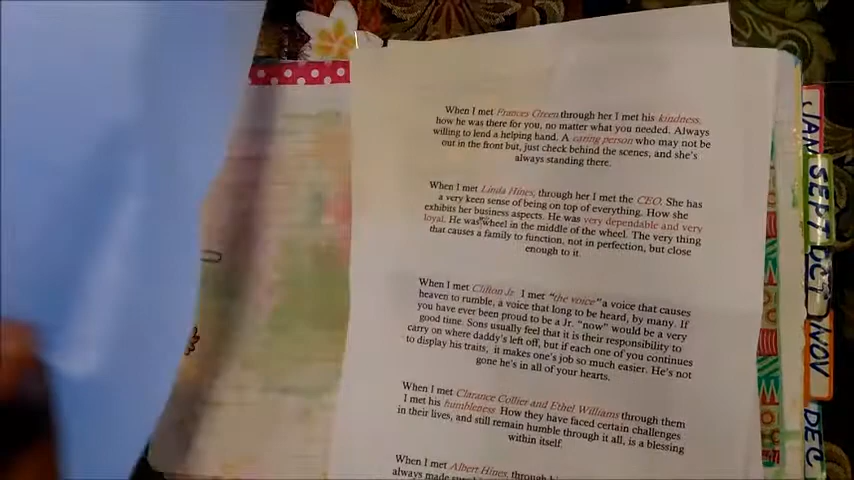 When I met Frances Green through her I met his kindness,
how he was there for you, no matter what you needed. Always
willing to lend a helping hand. A caring person who may not be
out in the front but, just check behind the scenes, and she's
always standing there.
When I met Linda Hines, through her I met the CEO. She has
a very keen sense of being on top of everything. How she
exhibits her business aspects. He was very dependable and very
loyal. He was wheel in the middle of the wheel. The very thing
that causes a family to function, not in perfection, but close
enough to it.
When I met Clifton Jr. I met "the voice" a voice that causes
heaven to rumble, a voice that long to be heard, by many. If
you have ever been proud to be a Jr. "now" would be a very
good time. Sons usually feel that it is their responsibility to
carry on where daddy's left off, but if each one of you continues
to display his traits, it makes one's job so much easier. He's not
gone he's in all of your hearts.
When I met Clarance Collier and Ethel Williams through them
I met his humbleness How they have faced certain challenges
in their lives, and still remain humble through it all, is a blessing
within itself.
When I met Albert Hines, through
always made
JAN
SEPT
OCT
NOV
DEC